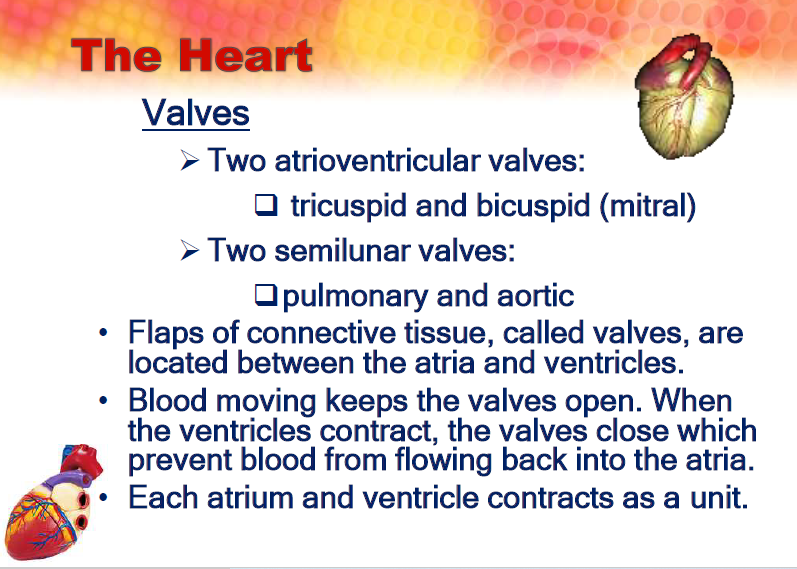 The Heart
Valves
➢ Two atrioventricular valves:
❑ tricuspid and bicuspid (mitral)
➢ Two semilunar valves:
❑pulmonary and aortic
• Flaps of connective tissue, called valves, are
located between the atria and ventricles.
• Blood moving keeps the valves open. When
the ventricles contract, the valves close which
prevent blood from flowing back into the atria.
• Each atrium and ventricle contracts as a unit.